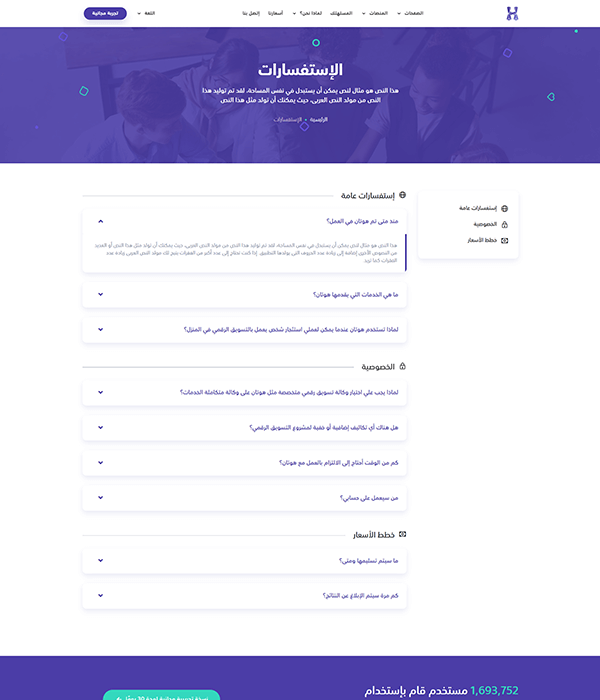 الصفحات
المنصات
المستهلك
لماذا نحن؟
أسعارنا
إتصل بنا
اللغة
تجربة مجانية
الإستفسارات
هذا النص هو مثال لنص يمكن أن يستبدل في نفس المساحة، لقد تم توليد هذا
النص من مولد النص العربى، حيث يمكنك أن تولد مثل هذا النص
الرئيسية • الإستفسارات
إستفسارات عامة
الخصوصية
خطط الأسعار
إستفسارات عامة
منذ متى تم هوتان في العمل؟
هذا النص هو مثال لنص يمكن أن يستبدل في نفس المساحة، لقد تم توليد هذا النص من مولد النص العربى، حيث يمكنك أن تولد مثل هذا النص أو العديد
من النصوص الأخرى إضافة إلى زيادة عدد الحروف التى يولدها التطبيق. إذا كنت تحتاج إلى عدد أكبر من الفقرات يتيح لك مولد النص العربى زيادة عدد
الفقرات كما تريد
ما هي الخدمات التي يقدمها هوتان؟
لماذا تستخدم هوتان عندما يمكن لعملي استئجار شخص يعمل بالتسويق الرقمي في المنزل؟
الخصوصية
لماذا يجب علي اختيار وكالة تسويق رقمي متخصصة مثل هوتان على وكالة متكاملة الخدمات؟
هل هناك أي تكاليف إضافية أو خفية لمشروع التسويق الرقمي؟
كم من الوقت أحتاج إلى الالتزام بالعمل مع هوتان؟
من سيعمل على حسابي؟
خطط الأسعار
ما سيتم تسليمها ومتى؟
كم مرة سيتم الإبلاغ عن النتائج؟
1,693,752 مستخدم قام بإستخدام